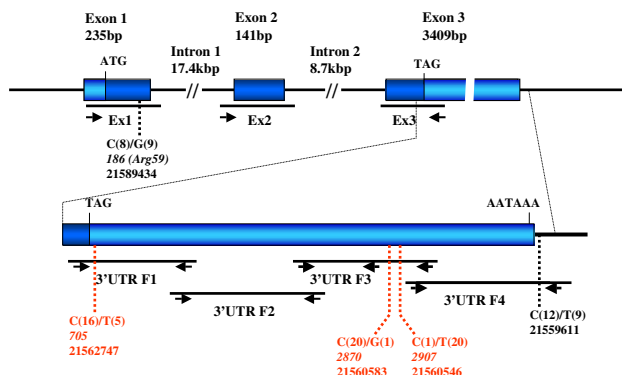 Exon 1
235bp
Exon 2
141bp
Exon 3
3409bp
Intron 1
17.4kbp
Intron 2
8.7kbp
ATG
TAG
//
//
Ex1
Ex2
Ex3
C(8)/G(9)
186 (Arg59)
21589434
TAG
AATAAA
3'UTR F1
3'UTR F2
3'UTR F3
3'UTR F4
C(16)/T(5)
705
21562747
C(20)/G(1)
2870
21560583
C(1)/T(20)
2907
21560546
C(12)/T(9)
21559611